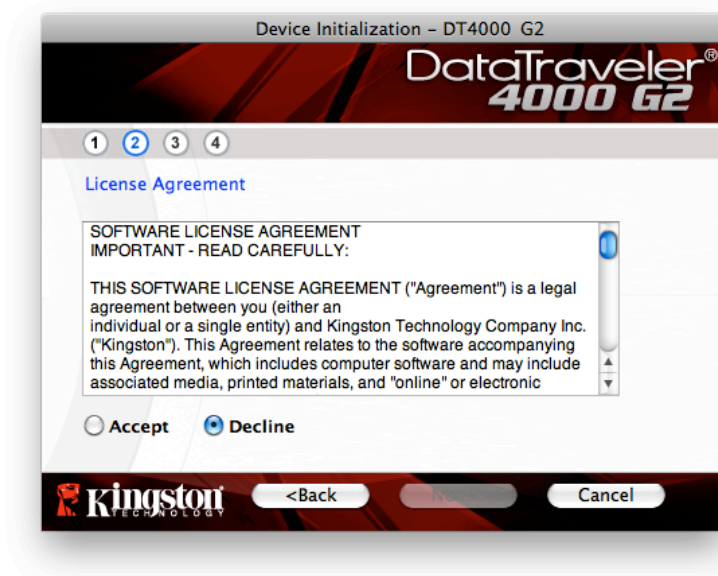 Device Initialization – DT4000 G2
DataTraveler®
4000 G2
1 2 3 4
License Agreement
SOFTWARE LICENSE AGREEMENT
IMPORTANT - READ CAREFULLY:
THIS SOFTWARE LICENSE AGREEMENT ("Agreement") is a legal
agreement between you (either an
individual or a single entity) and Kingston Technology Company Inc.
("Kingston"). This Agreement relates to the software accompanying
this Agreement, which includes computer software and may include
associated media, printed materials, and "online" or electronic
Accept Decline
Kingston
TECHNOLOGY
<Back Cancel